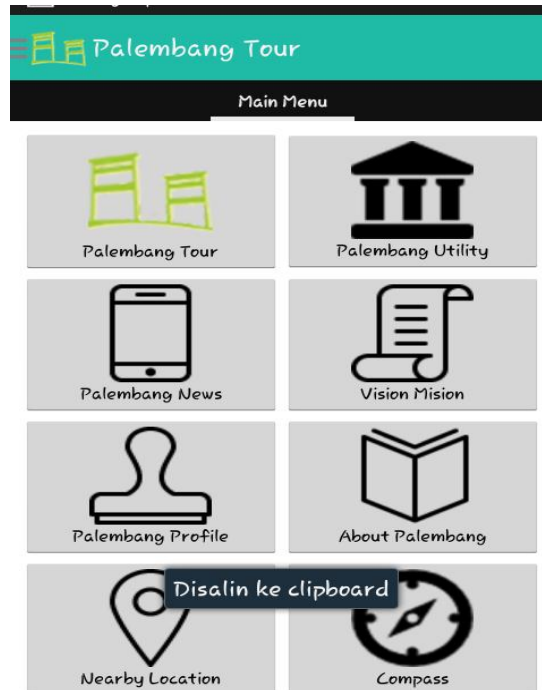 Palembang Tour
Main Menu
Palembang Tour
Palembang Utility
Palembang News
Vision Mision
Palembang Profile
About Palembang
Disalin ke clipboard
Nearby Location
Compass